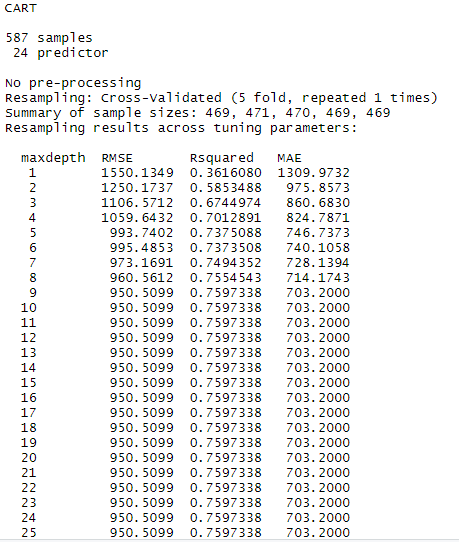 CART
587 samples
24 predictor
No pre-processing
Resampling: Cross-Validated (5 fold, repeated 1 times)
Summary of sample sizes: 469, 471, 470, 469, 469
Resampling results across tuning parameters:
maxdepth RMSE Rsquared MAE
1 1550.1349 0.3616080 1309.9732
2 1250.1737 0.5853488 975.8573
3 1106.5712 0.6744974 860.6830
4 1059.6432 0.7012891 824.7871
5 993.7402 0.7375088 746.7373
6 995.4853 0.7373508 740.1058
7 973.1691 0.7494352 728.1394
8 960.5612 0.7554543 714.1743
9 950.5099 0.7597338 703.2000
10 950.5099 0.7597338 703.2000
11 950.5099 0.7597338 703.2000
12 950.5099 0.7597338 703.2000
13 950.5099 0.7597338 703.2000
14 950.5099 0.7597338 703.2000
15 950.5099 0.7597338 703.2000
16 950.5099 0.7597338 703.2000
17 950.5099 0.7597338 703.2000
18 950.5099 0.7597338 703.2000
19 950.5099 0.7597338 703.2000
20 950.5099 0.7597338 703.2000
21 950.5099 0.7597338 703.2000
22 950.5099 0.7597338 703.2000
23 950.5099 0.7597338 703.2000
24 950.5099 0.7597338 703.2000
25 950.5099 0.7597338 703.2000